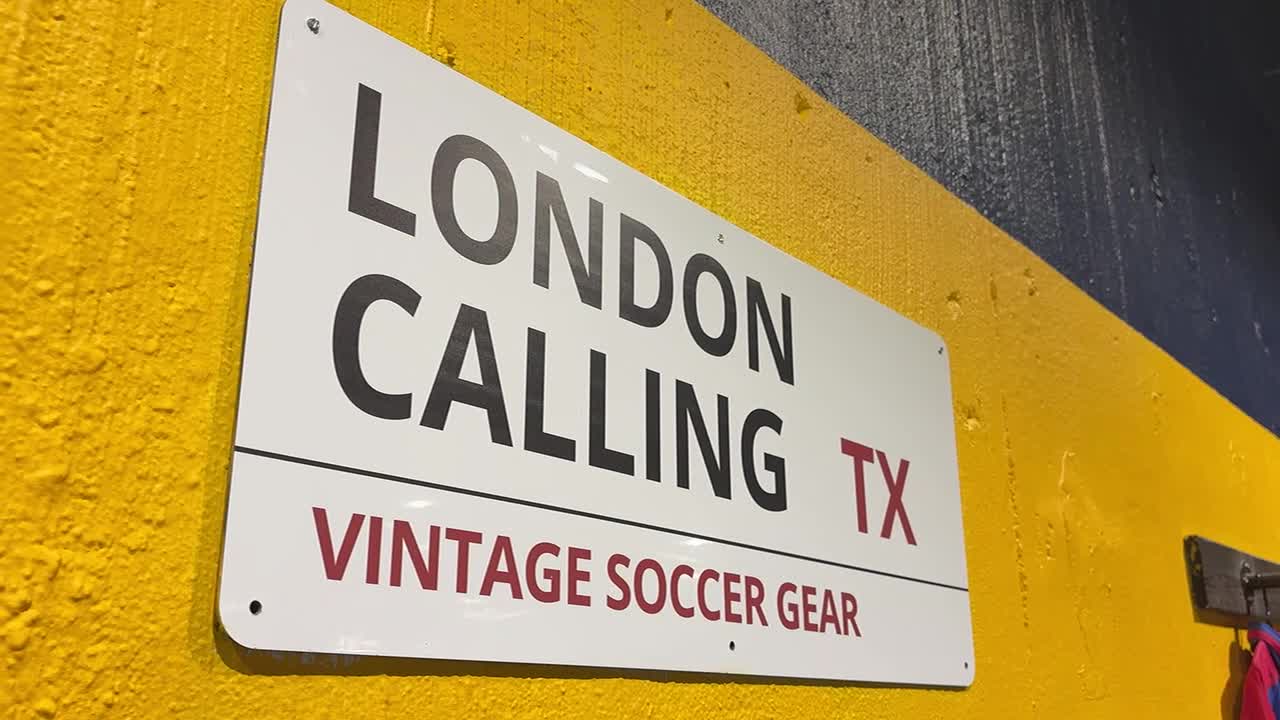 LONDON
CALLING TX
VINTAGE SOCCER GEAR